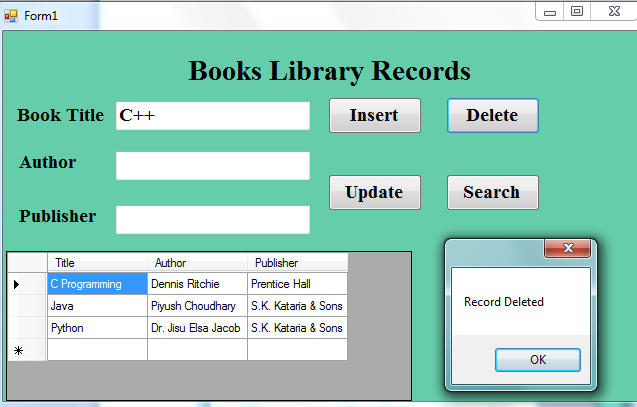 Form1
Books Library Records
Book Title C++ Insert Delete
Author
Update Search
Publisher
Title Author Publisher
C Programming Dennis Ritchie Prentice Hall
Java Piyush Choudhary S.K. Kataria & Sons
Python Dr. Jisu Elsa Jacob S.K. Kataria & Sons
Record Deleted
OK